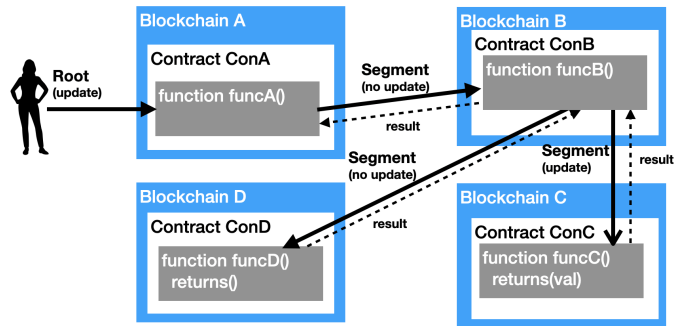 Blockchain A
Contract ConA
function funcA()
Root
(update)
Segment
(no update)
result
Blockchain B
Contract ConB
function funcB()
Segment
(no update)
result
Segment
(update)
result
Blockchain D
Contract ConD
function funcD()
returns()
Blockchain C
Contract ConC
function funcC()
returns(val)